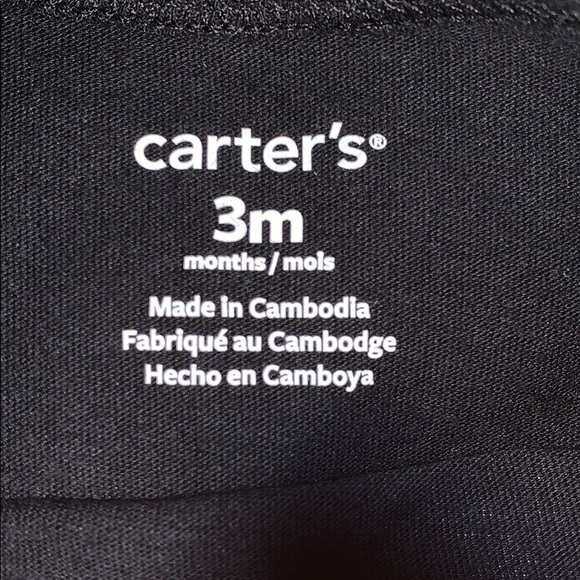 carter's®
3m
months / mois
Made in Cambodia
Fabriqué au Cambodge
Hecho en Camboya